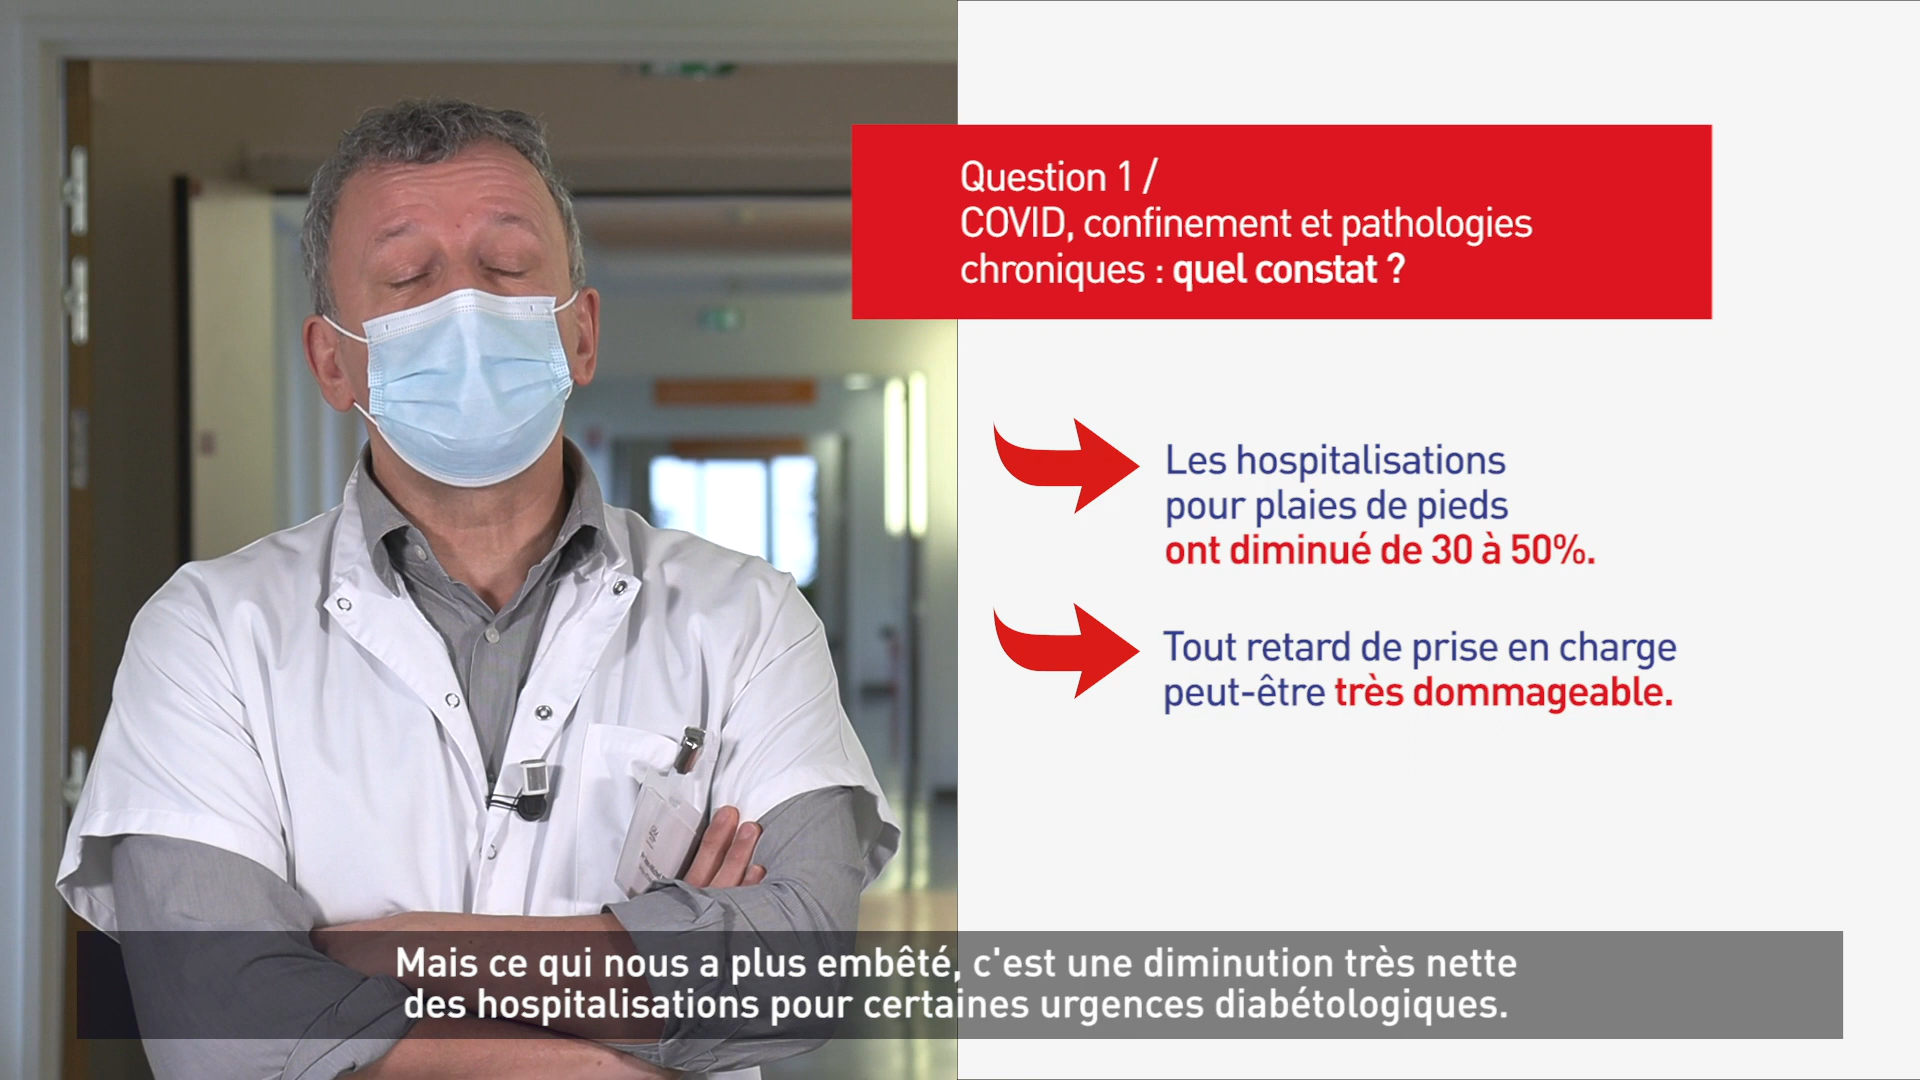 Question 1 /
COVID, confinement et pathologies
chroniques : quel constat ?
Les hospitalisations
pour plaies de pieds
ont diminué de 30 à 50%.
Tout retard de prise en charge
peut-être très dommageable.
Mais ce qui nous a plus embêté, c'est une diminution très nette
des hospitalisations pour certaines urgences diabétologiques.